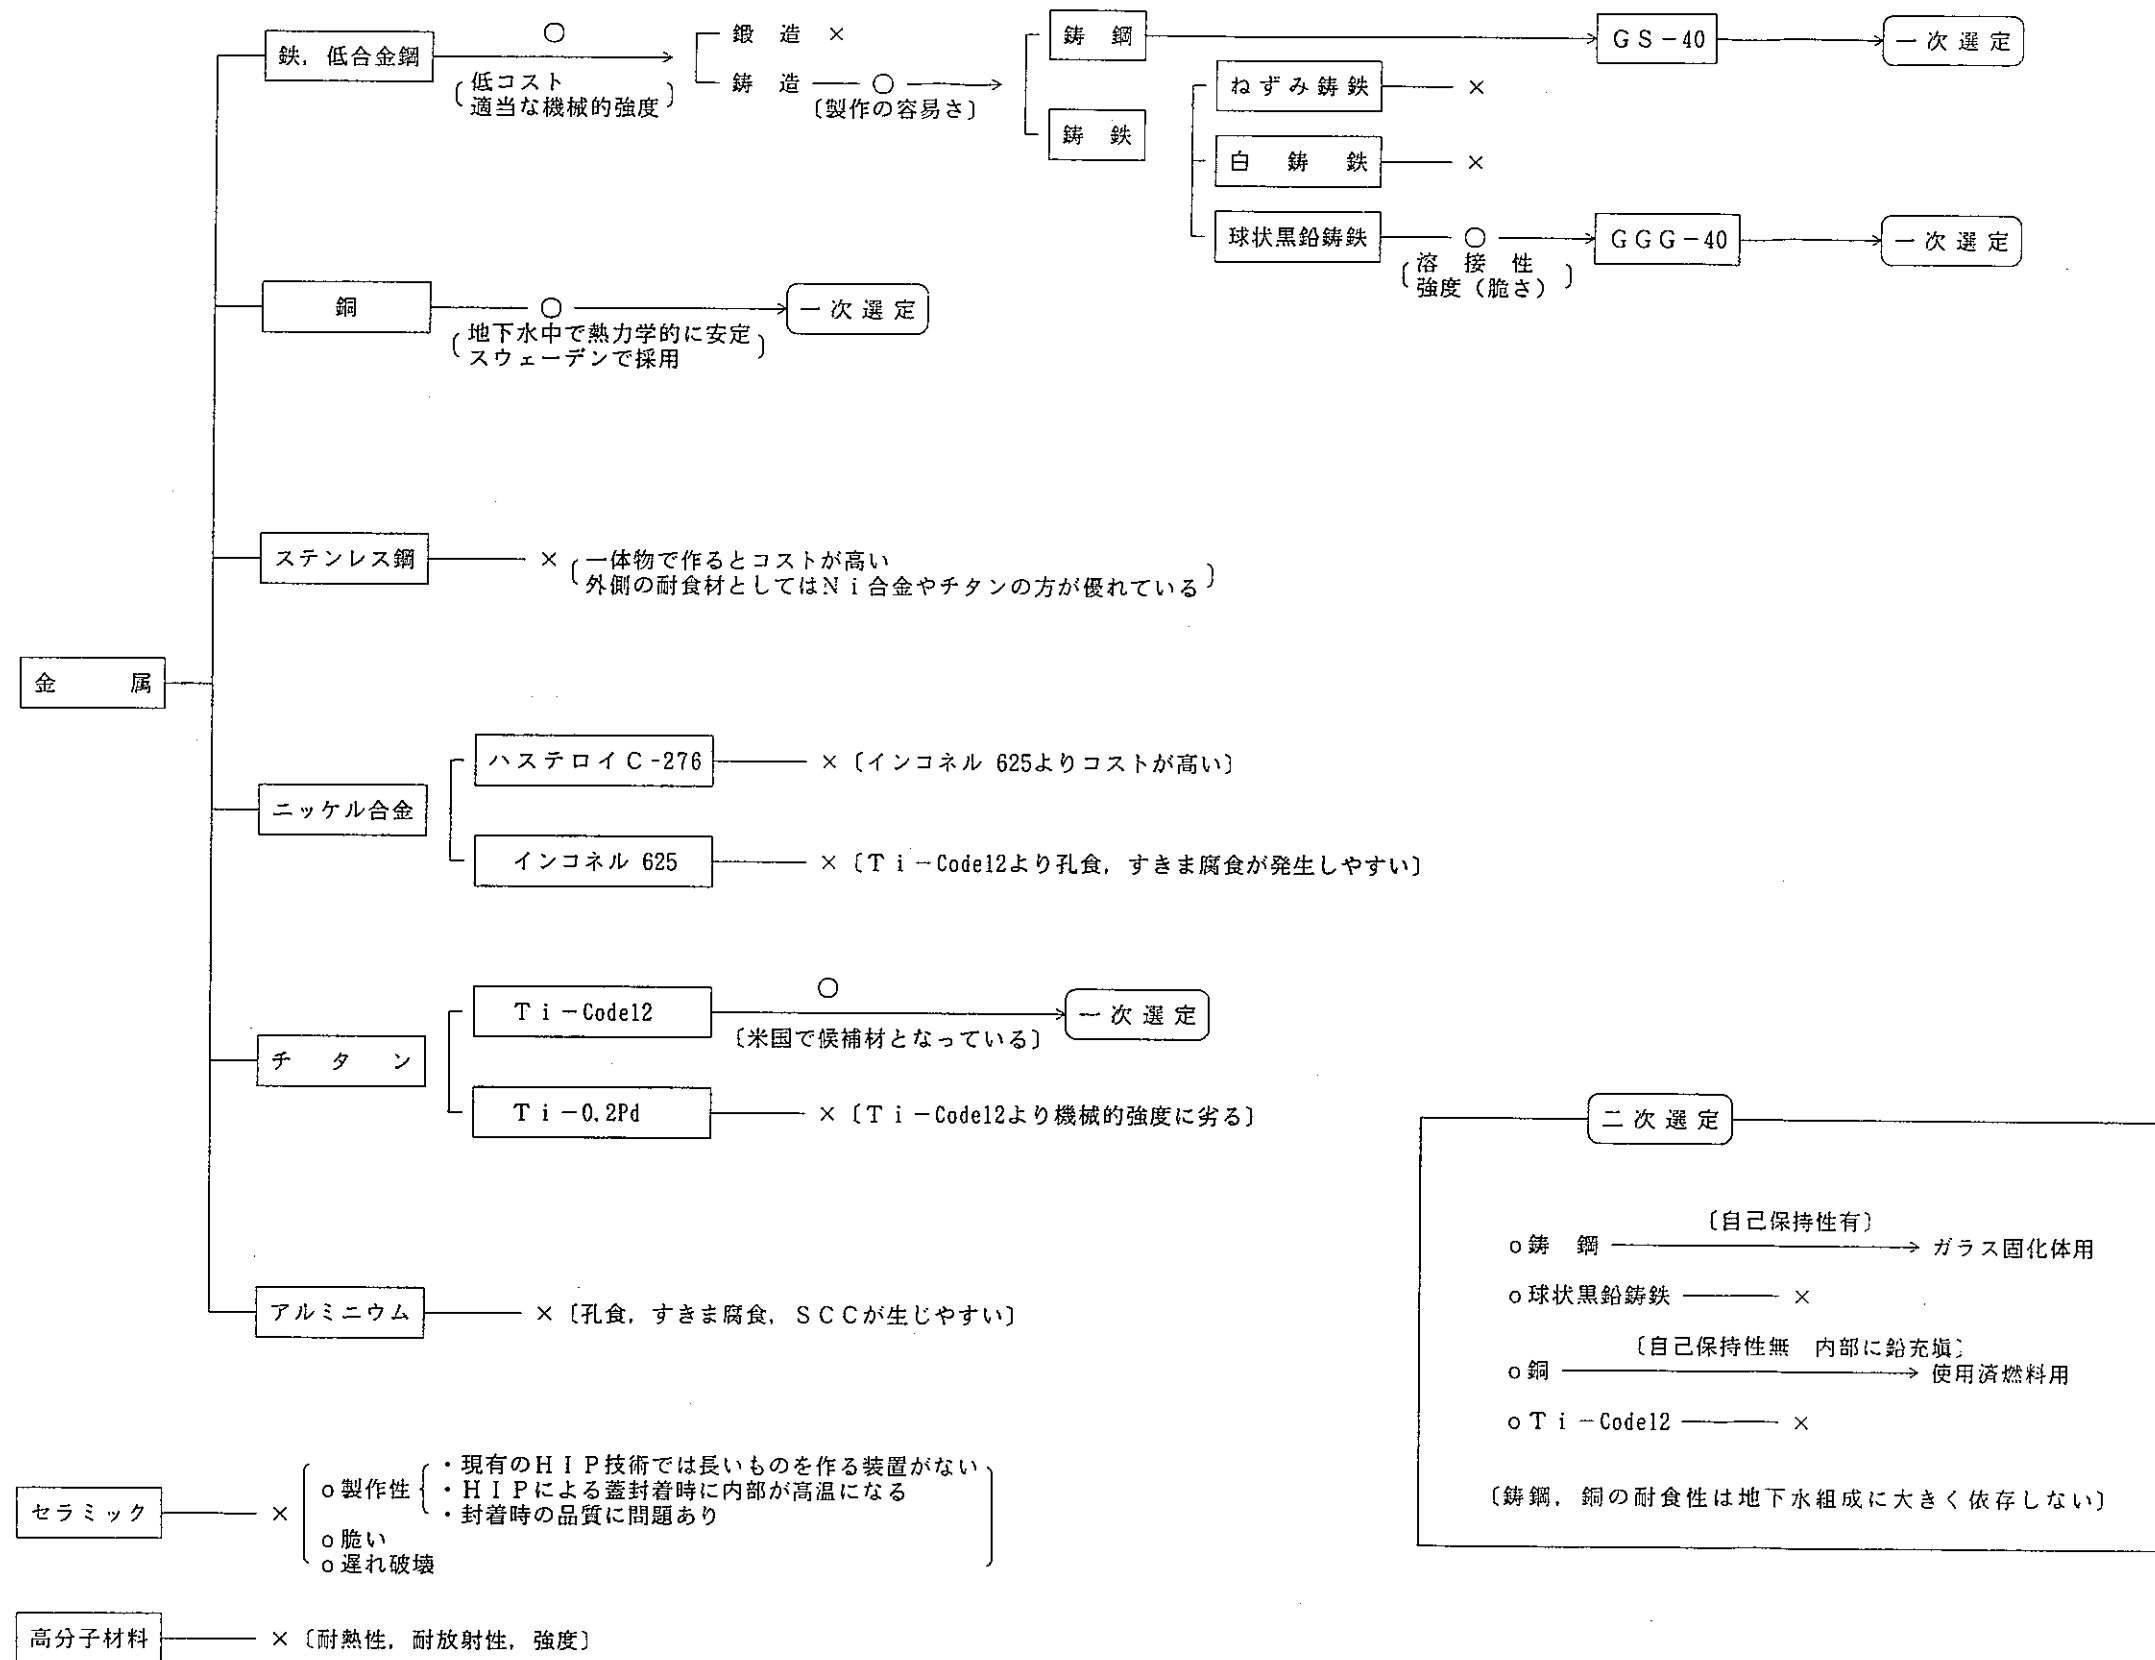 鉄，低合金鋼
○
〔低コスト
適当な機械的強度〕
鍛　造　×
鋳　造　○
〔製作の容易さ〕
鋳　鋼
GS－40
一次選定
鋳　鉄
ねずみ鋳鉄　×
白　鋳　鉄　×
球状黒鉛鋳鉄　○
〔溶　接　性
強度（脆さ）〕
GGG－40
一次選定
銅　○
〔地下水中で熱力学的に安定
スウェーデンで採用〕
一次選定
ステンレス鋼　×
〔一体物で作るとコストが高い
外側の耐食材としてはNi合金やチタンの方が優れている〕
金　属
ニッケル合金
ハステロイC-276　×〔インコネル 625よりコストが高い〕
インコネル 625　×〔Ti－Code12より孔食，すきま腐食が発生しやすい〕
チ　タ　ン
Ti－Code12　○
〔米国で候補材となっている〕
一次選定
Ti－0.2Pd　×〔Ti－Code12より機械的強度に劣る〕
アルミニウム　×〔孔食，すきま腐食，SCCが生じやすい〕
セラミック　×
o製作性
・現有のHIP技術では長いものを作る装置がない
・HIPによる蓋封着時に内部が高温になる
・封着時の品質に問題あり
o脆い
o遅れ破壊
高分子材料　×〔耐熱性，耐放射性，強度〕
二次選定
〔自己保持性有〕
o鋳　鋼　ガラス固化体用
o球状黒鉛鋳鉄　×
〔自己保持性無　内部に鉛充塡〕
o銅　使用済燃料用
oTi－Code12　×
〔鋳鋼，銅の耐食性は地下水組成に大きく依存しない〕